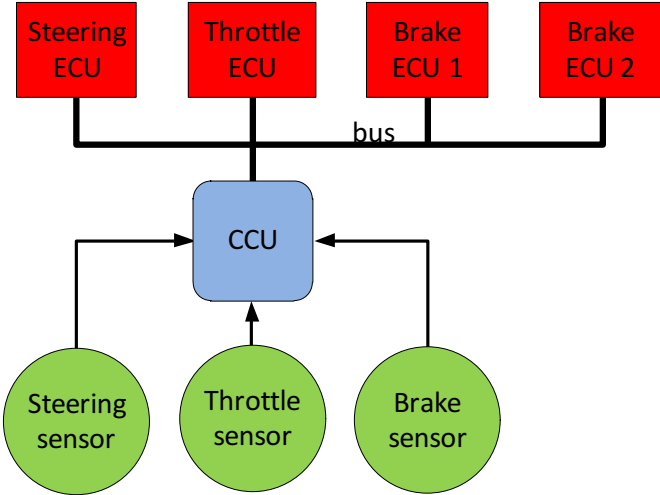 Steering
ECU
Throttle
ECU
Brake
ECU 1
Brake
ECU 2
bus
CCU
Steering
sensor
Throttle
sensor
Brake
sensor